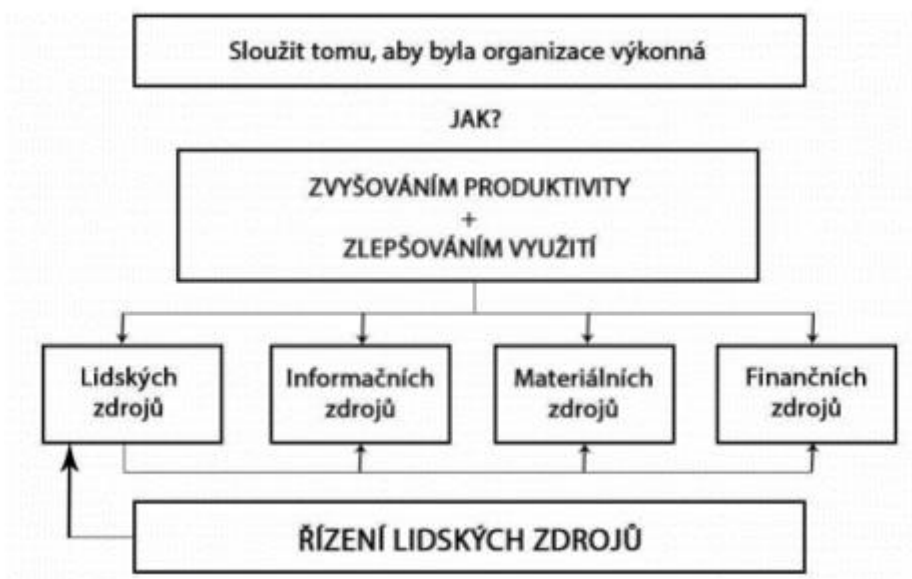 Sloužit tomu, aby byla organizace výkonná
JAK?
ZVYŠOVÁNÍM PRODUKTIVITY
+
ZLEPŠOVÁNÍM VYUŽITÍ
Lidských
zdrojů
Informačních
zdrojů
Materiálních
zdrojů
Finančních
zdrojů
ŘÍZENÍ LIDSKÝCH ZDROJŮ